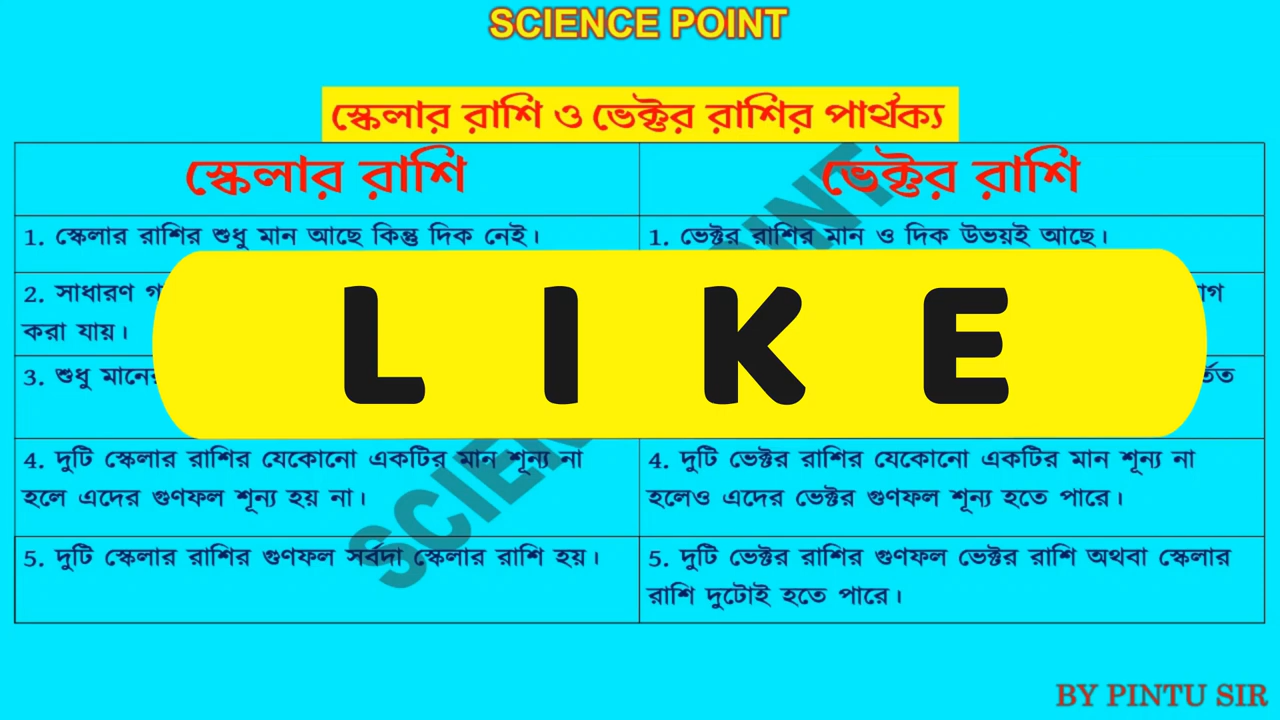 SCIENCE POINT
স্কেলার রাশি ও ভেক্টর রাশির পার্থক্য
স্কেলার রাশি
ভেক্টর রাশি
1. স্কেলার রাশির শুধু মান আছে কিন্তু দিক নেই।
1. ভেক্টর রাশির মান ও দিক উভয়ই আছে।
2. সাধারণ
করা যায়।
3. শুধু
LIKE
4. দুটি স্কেলার রাশির যেকোনো একটির মান শূন্য না
হলে এদের গুণফল শূন্য হয় না।
4. দুটি ভেক্টর রাশির যেকোনো একটির মান শূন্য না
হলেও এদের ভেক্টর গুণফল শূন্য হতে পারে।
5. দুটি স্কেলার রাশির গুণফল সর্বদা স্কেলার রাশি হয়।
5. দুটি ভেক্টর রাশির গুণফল ভেক্টর রাশি অথবা স্কেলার
রাশি দুটোই হতে পারে।
BY PINTU SIR